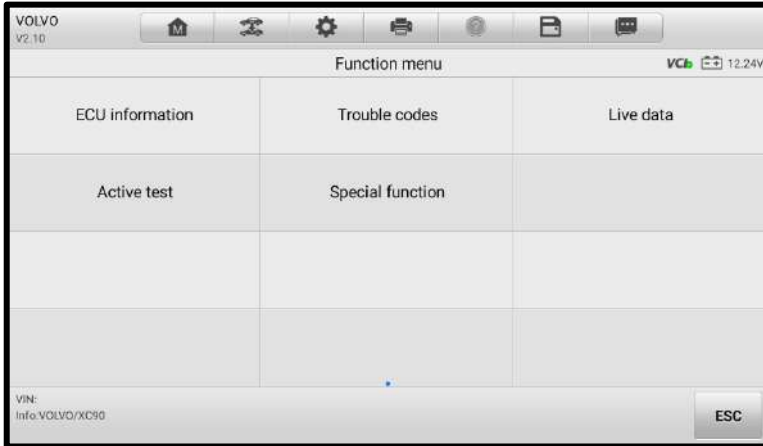 VOLVO
V2.10
M
Function menu
VCI 12.24V
ECU information
Trouble codes
Live data
Active test
Special function
VIN:
Info:VOLVO/XC90
ESC